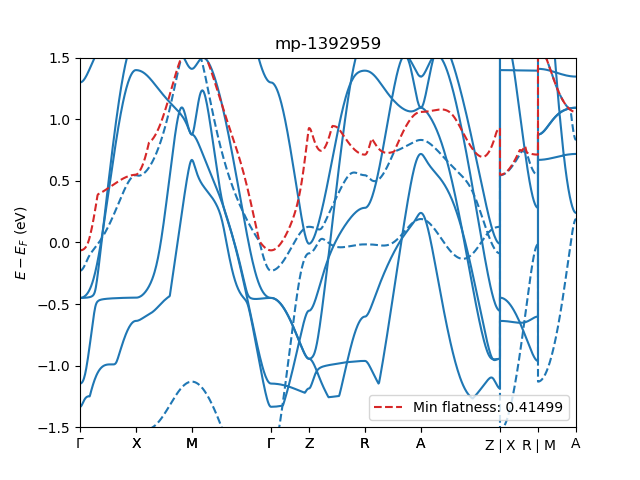 mp-1392959
E − E_F (eV)
1.5
1.0
0.5
0.0
−0.5
−1.0
−1.5
Min flatness: 0.41499
Γ X M Γ Z R A Z | X R | M A